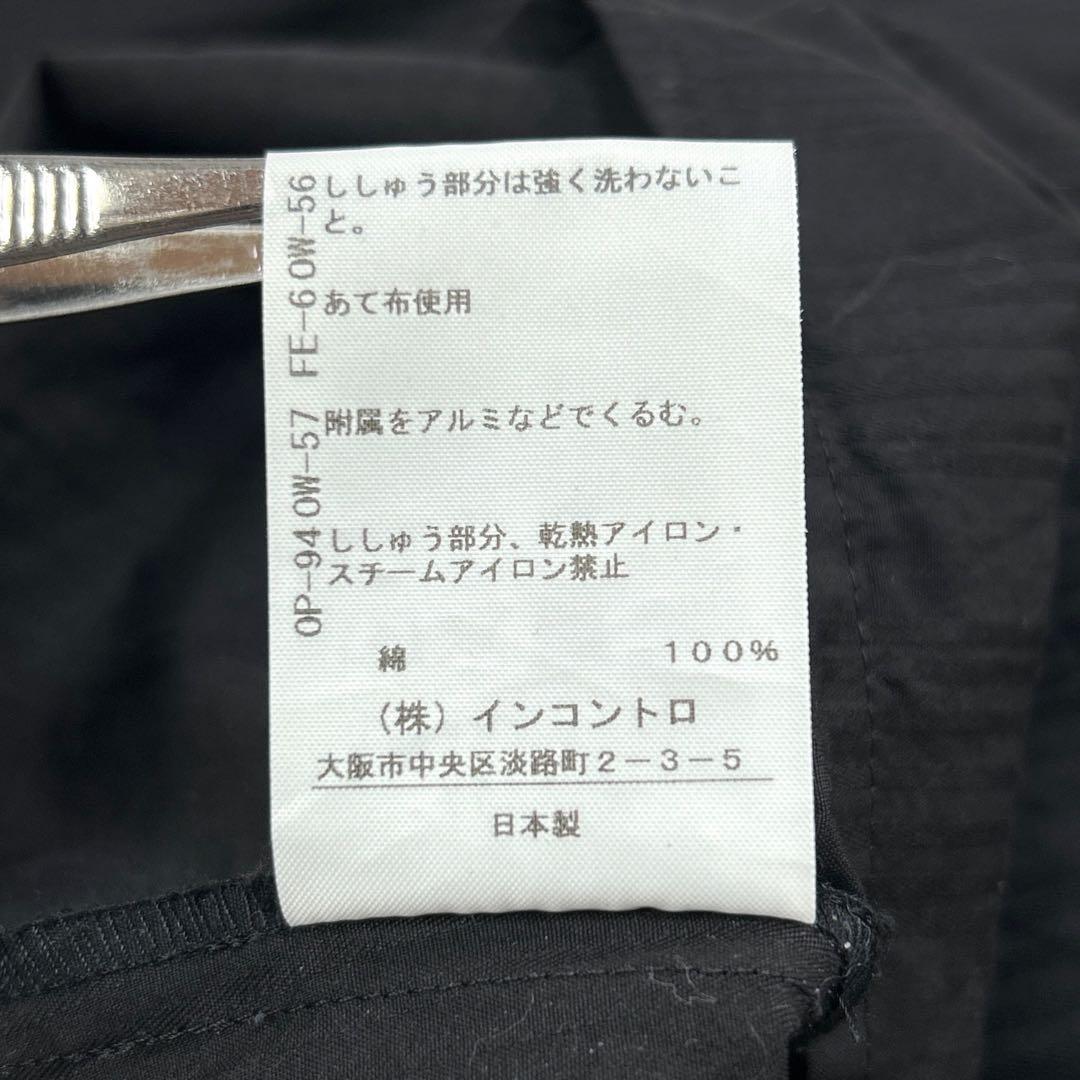 ししゅう部分は強く洗わないこ
と。
あて布使用
附属をアルミなどでくるむ。
ししゅう部分、乾熱アイロン・
スチームアイロン禁止
綿 100%
(株)インコントロ
大阪市中央区淡路町2-3-5
日本製
OP-94OW-57 FE-6OW-56